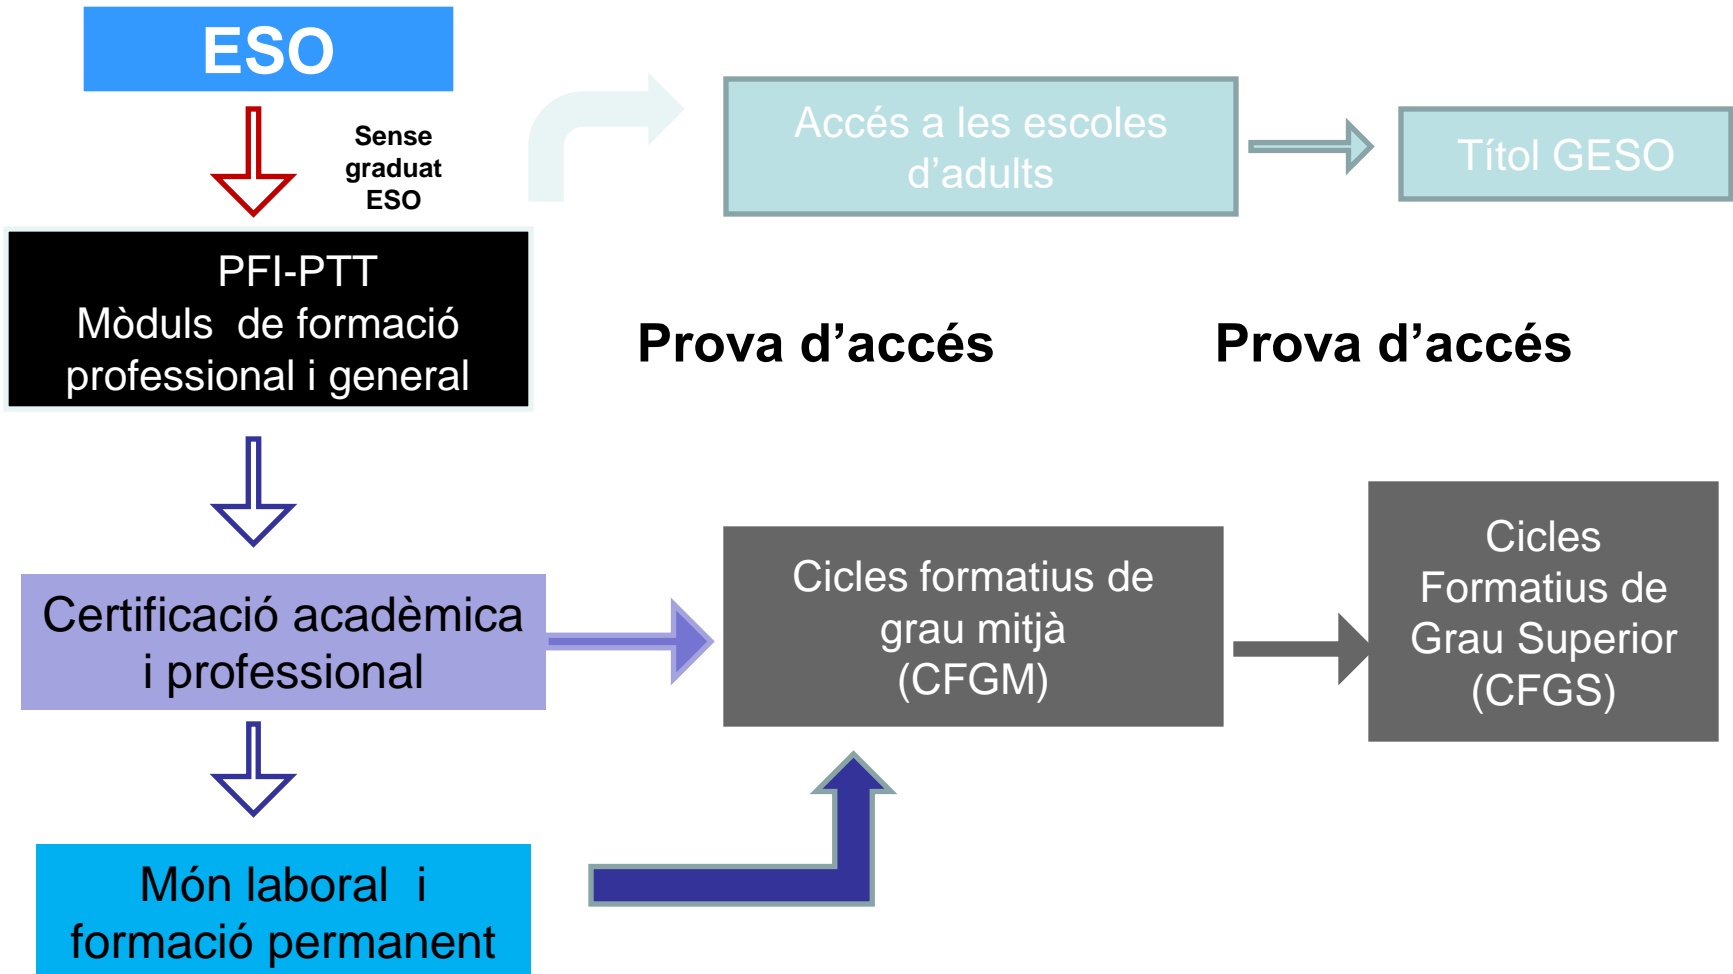 ESO
Sense
graduat
ESO
Accés a les escoles
d’adults
Títol GESO
PFI-PTT
Mòduls  de formació
professional i general
Prova d’accés
Prova d’accés
Certificació acadèmica
i professional
Cicles formatius de
grau mitjà
(CFGM)
Cicles
Formatius de
Grau Superior
(CFGS)
Món laboral  i
formació permanent